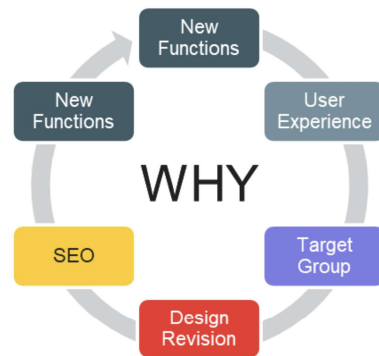 New
Functions
User
Experience
Target
Group
Design
Revision
SEO
New
Functions
WHY